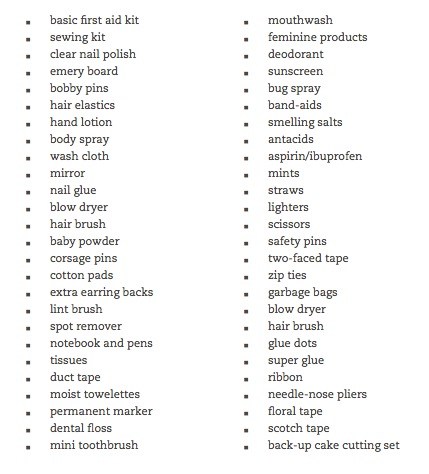 basic first aid kit
sewing kit
clear nail polish
emery board
bobby pins
hair elastics
hand lotion
body spray
wash cloth
mirror
nail glue
blow dryer
hair brush
baby powder
corsage pins
cotton pads
extra earring backs
lint brush
spot remover
notebook and pens
tissues
duct tape
moist towelettes
permanent marker
dental floss
mini toothbrush
mouthwash
feminine products
deodorant
sunscreen
bug spray
band-aids
smelling salts
antacids
aspirin/ibuprofen
mints
straws
lighters
scissors
safety pins
two-faced tape
zip ties
garbage bags
blow dryer
hair brush
glue dots
super glue
ribbon
needle-nose pliers
floral tape
scotch tape
back-up cake cutting set